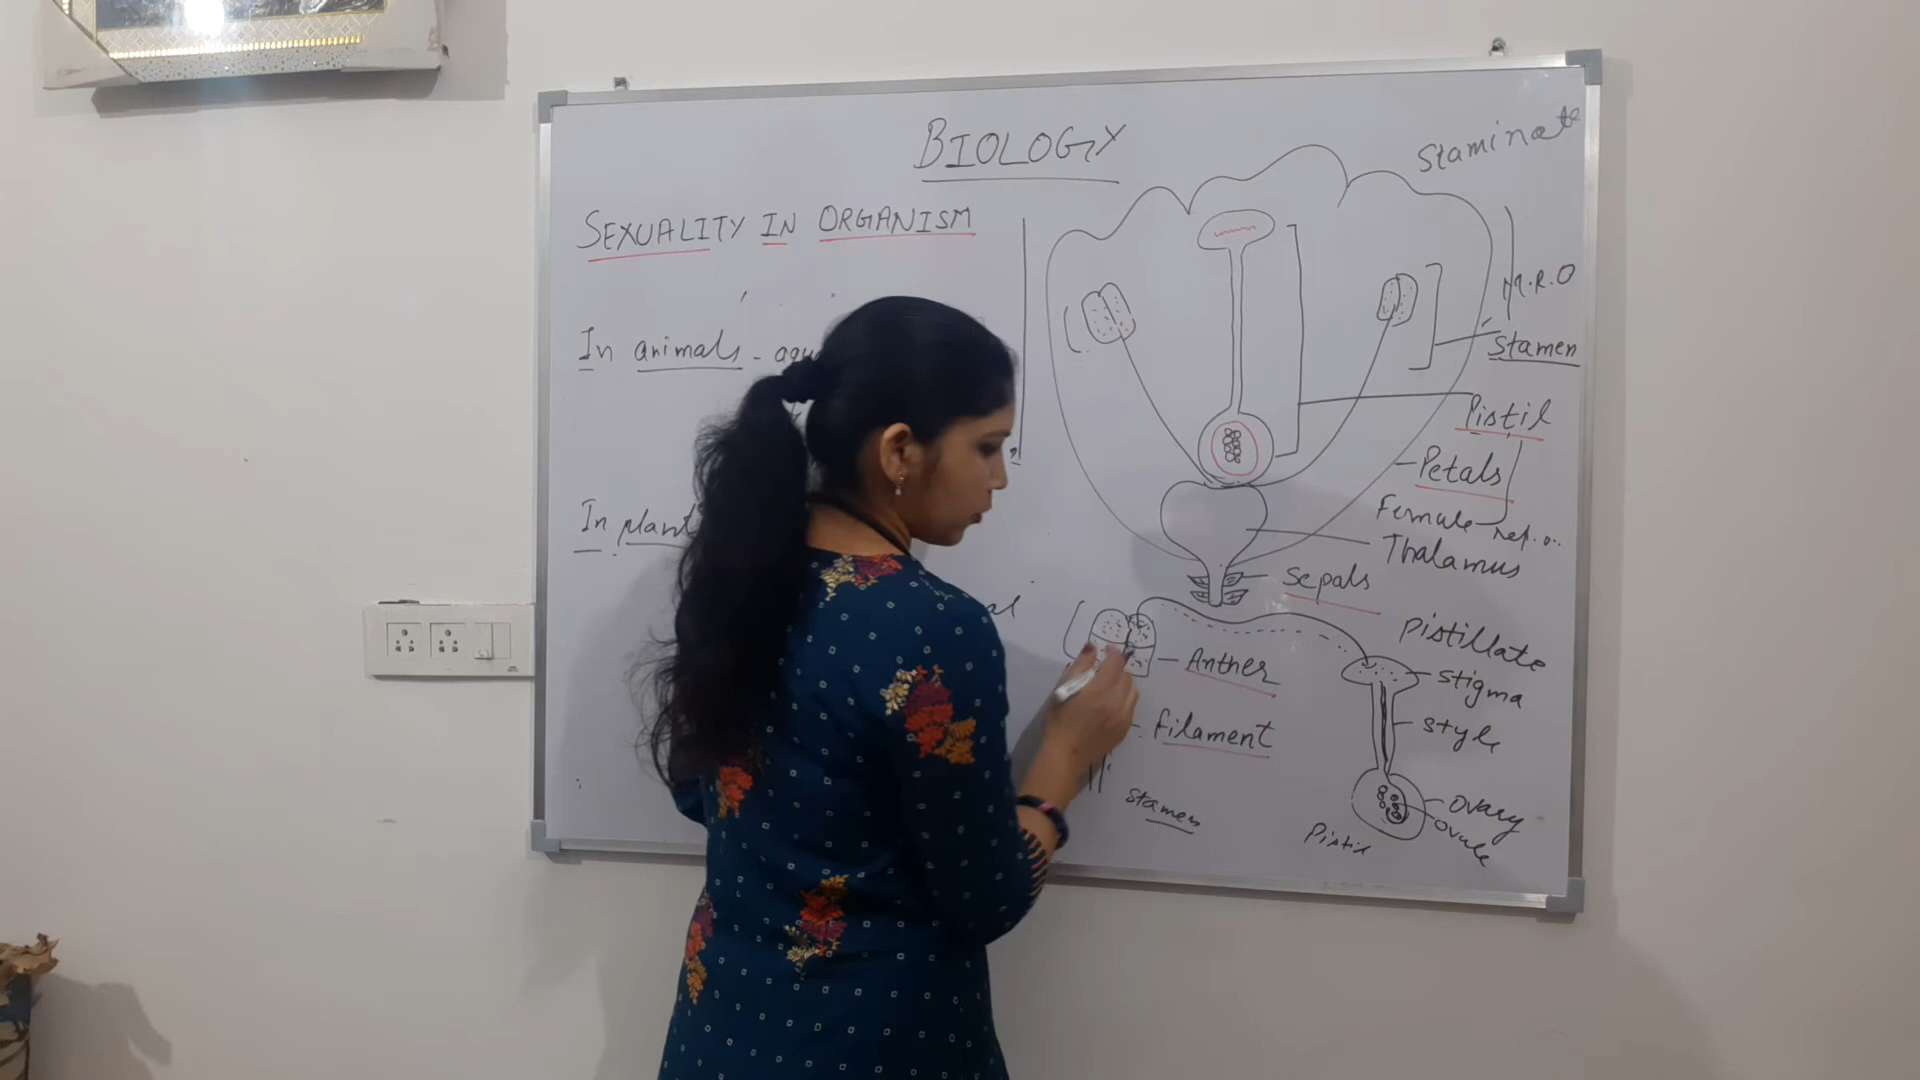 BIOLOGY
SEXUALITY IN ORGANISM
In animals -
In plant
Staminate
M.R.O
Stamen
Pistil
Petals
Female rep.o..
Thalamus
Sepals
Pistillate
Anther
Stigma
filament
style
stamen
ovary
ovule
Pistil